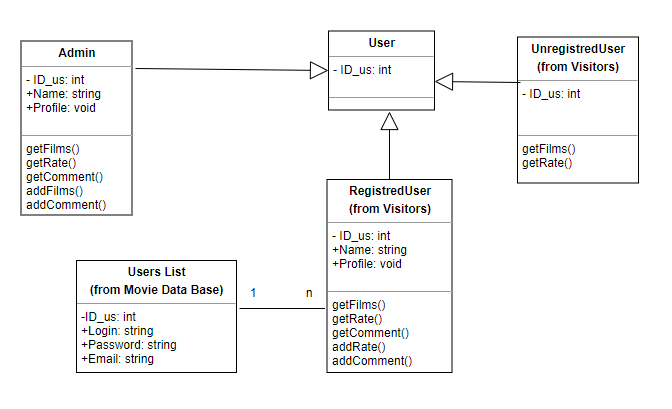 Admin
- ID_us: int
+Name: string
+Profile: void
getFilms()
getRate()
getComment()
addFilms()
addComment()
User
- ID_us: int
UnregistredUser
(from Visitors)
- ID_us: int
getFilms()
getRate()
RegistredUser
(from Visitors)
- ID_us: int
+Name: string
+Profile: void
getFilms()
getRate()
getComment()
addRate()
addComment()
Users List
(from Movie Data Base)
-ID_us: int
+Login: string
+Password: string
+Email: string
1
n